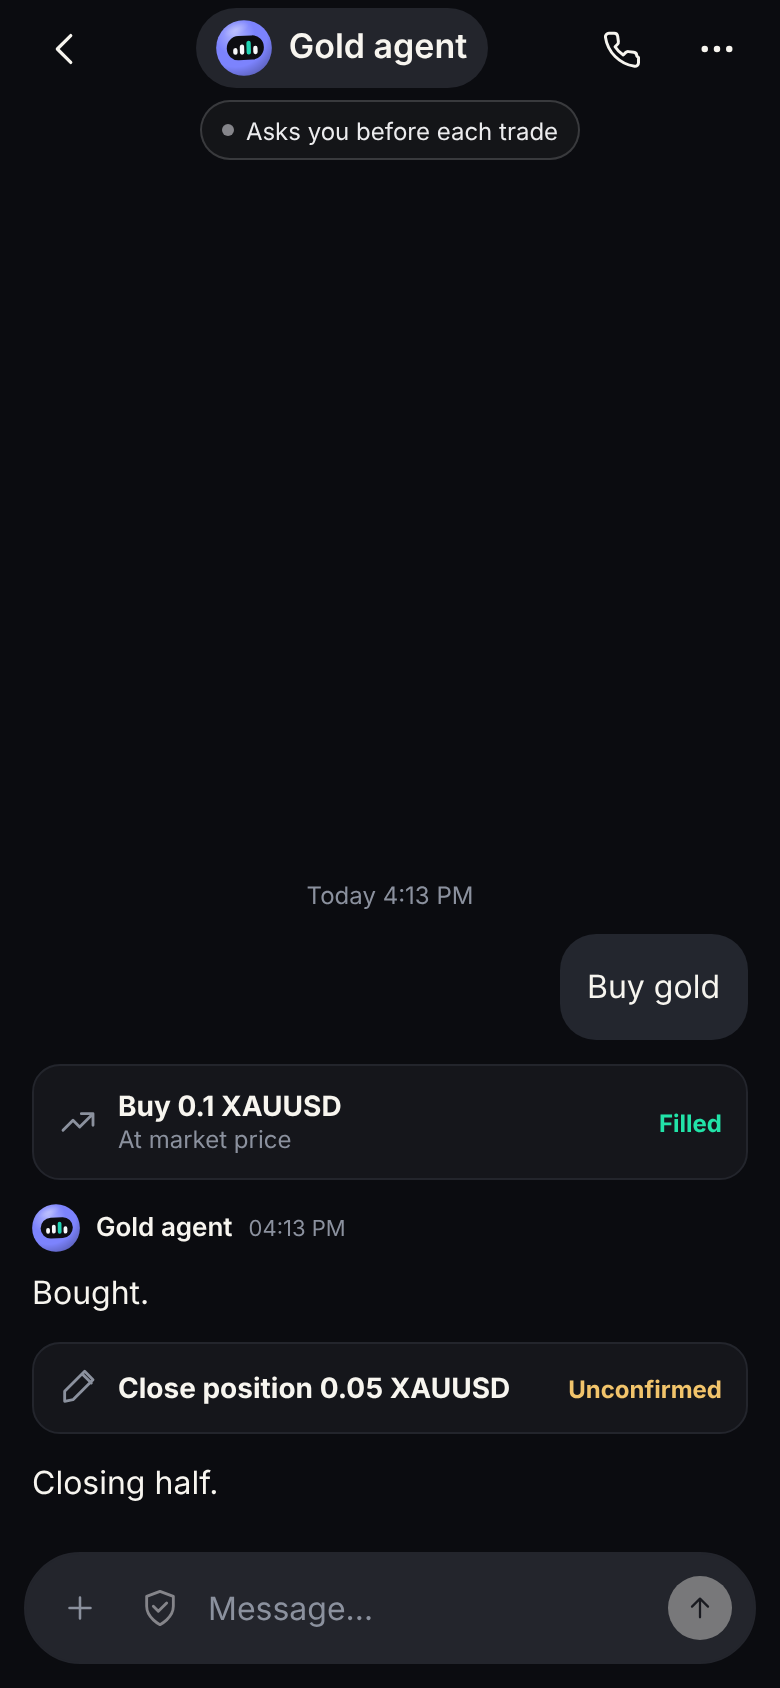 Gold agent
Asks you before each trade
Today 4:13 PM
Buy gold
Buy 0.1 XAUUSD
At market price
Filled
Gold agent 04:13 PM
Bought.
Close position 0.05 XAUUSD
Unconfirmed
Closing half.
Message...